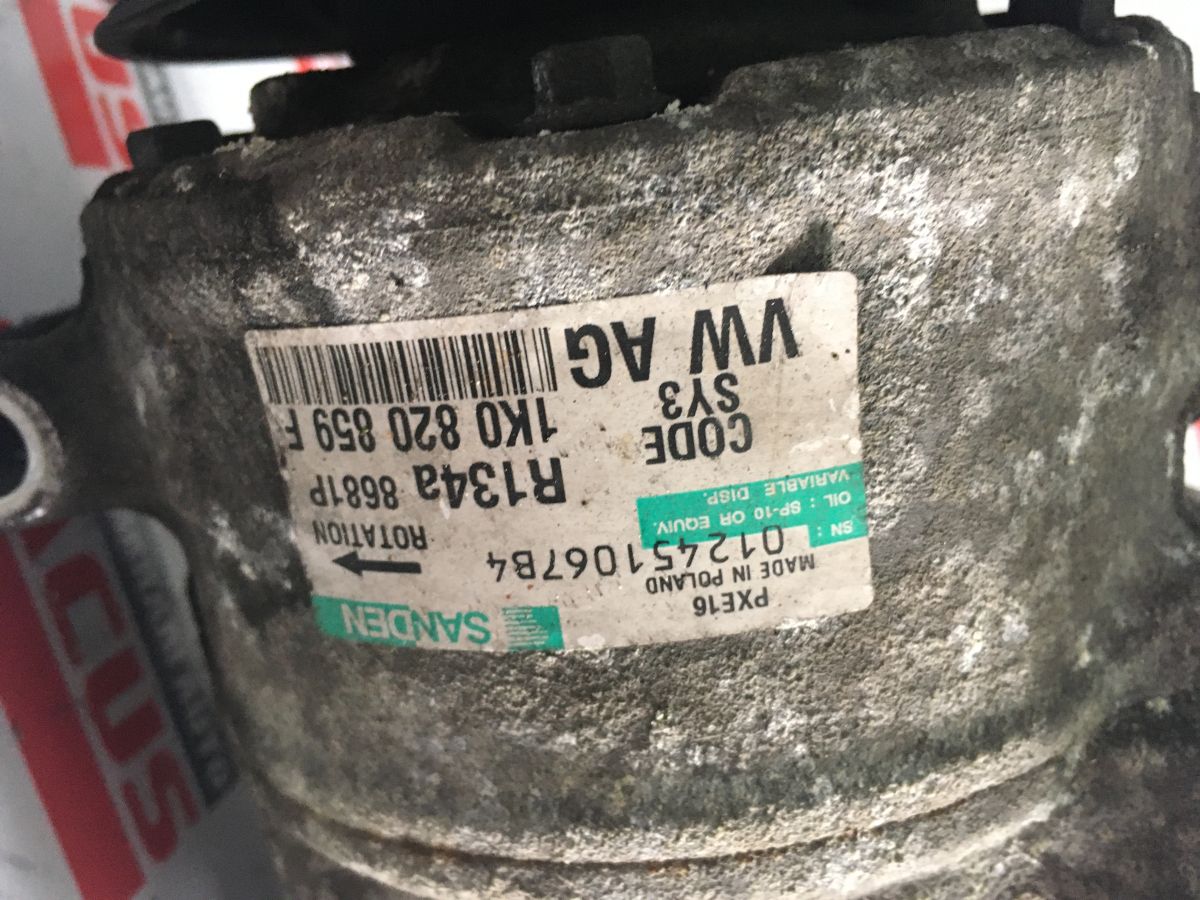 SANDEN
PXE16
MADE IN POLAND
ROTATION
SN: 012451067B4
OIL : SP-10 OR EQUIV.
VARIABLE DISP.
R134a 8681P
CODE
SY3
1K0 820 859 F
VW AG
ACUS